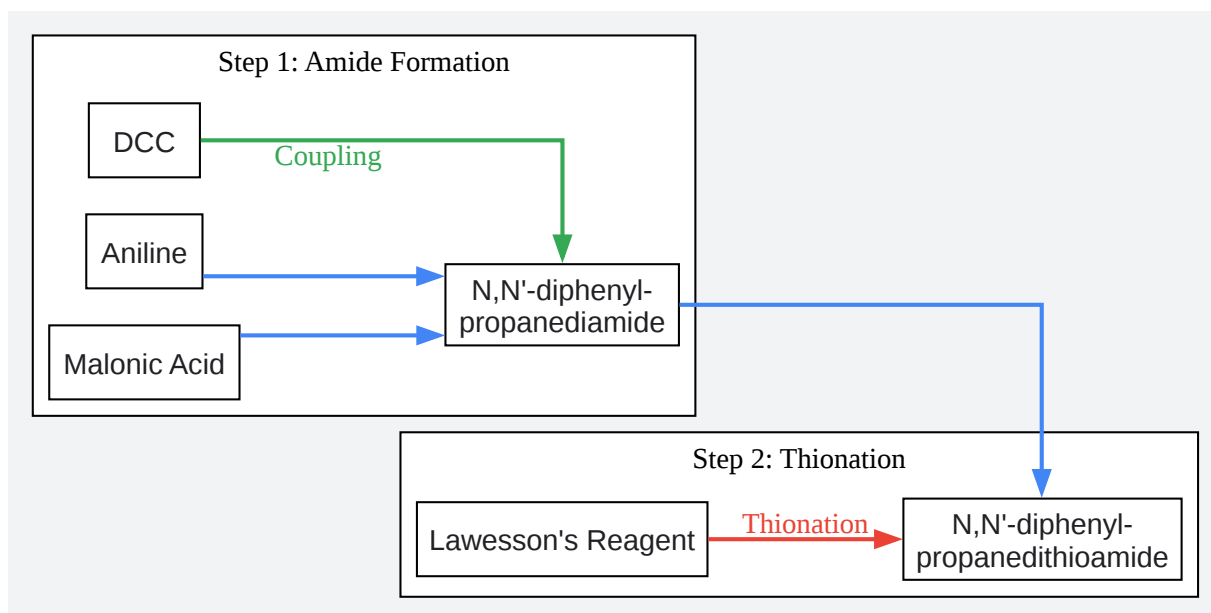 Step 1: Amide Formation
DCC
Coupling
Aniline
N,N'-diphenyl-
propanediamide
Malonic Acid
Step 2: Thionation
Lawesson's Reagent
Thionation
N,N'-diphenyl-
propanedithioamide